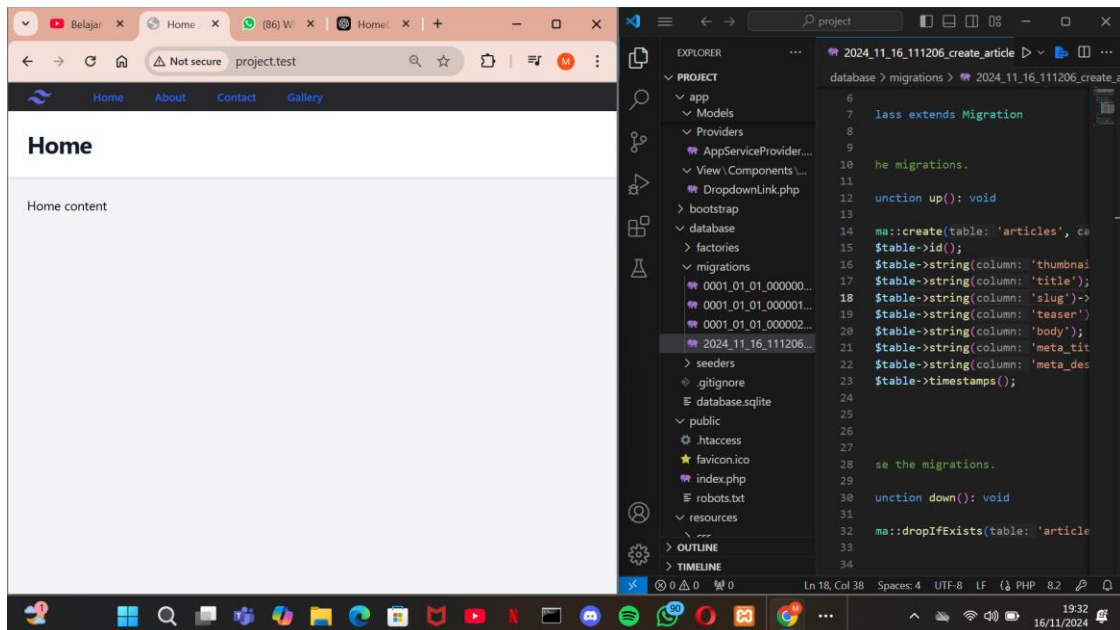 Belajar
Home
(86) W
Home
Not secure
project.test
M
Home
About
Contact
Gallery
Home
Home content
project
EXPLORER
PROJECT
app
Models
Providers
AppServiceProvider....
View\Components\...
DropdownLink.php
bootstrap
database
factories
migrations
0001_01_01_000000...
0001_01_01_000001...
0001_01_01_000002...
2024_11_16_111206...
seeders
.gitignore
database.sqlite
public
.htaccess
favicon.ico
index.php
robots.txt
resources
css
OUTLINE
TIMELINE
2024_11_16_111206_create_article
database > migrations > 2024_11_16_111206_create_a
6
7 lass extends Migration
8
9
10 he migrations.
11
12 unction up(): void
13
14 ma::create(table: 'articles', ca
15 $table->id();
16 $table->string(column: 'thumbnai
17 $table->string(column: 'title');
18 $table->string(column: 'slug')->
19 $table->string(column: 'teaser')
20 $table->string(column: 'body');
21 $table->string(column: 'meta_tit
22 $table->string(column: 'meta_des
23 $table->timestamps();
24
25
26
27
28 se the migrations.
29
30 unction down(): void
31
32 ma::dropIfExists(table: 'article
33
34
0 0 0 Ln 18, Col 38 Spaces: 4 UTF-8 LF PHP 8.2
1
90
19:32
16/11/2024